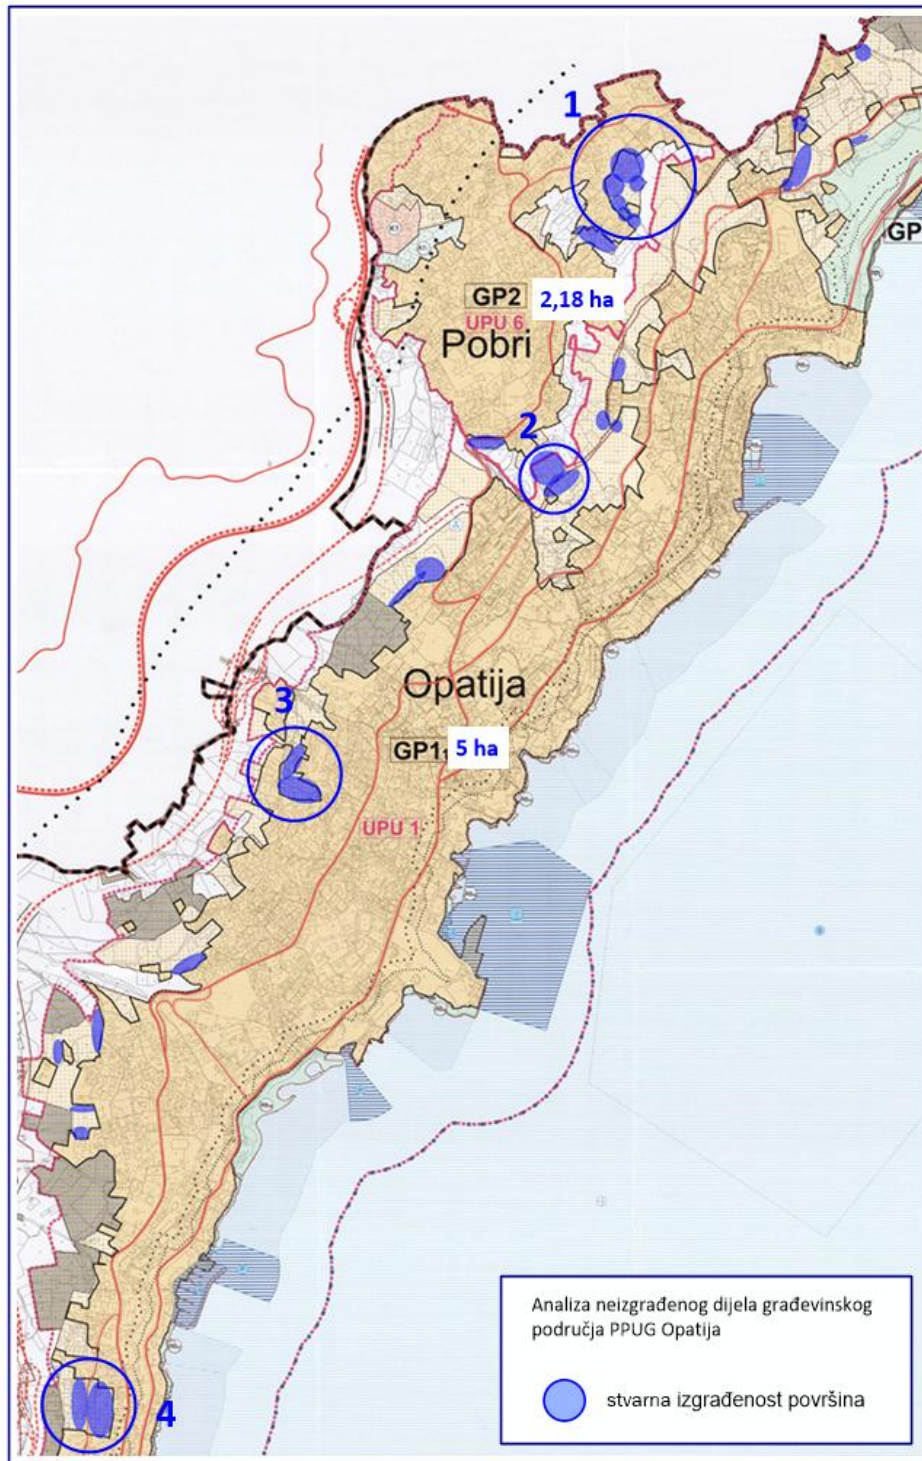 1
GP
GP2 2,18 ha
UPU 6
Pobri
2
Opatija
3
GP1₁ 5 ha
UPU 1
4
Analiza neizgrađenog dijela građevinskog
područja PPUG Opatija
stvarna izgrađenost površina